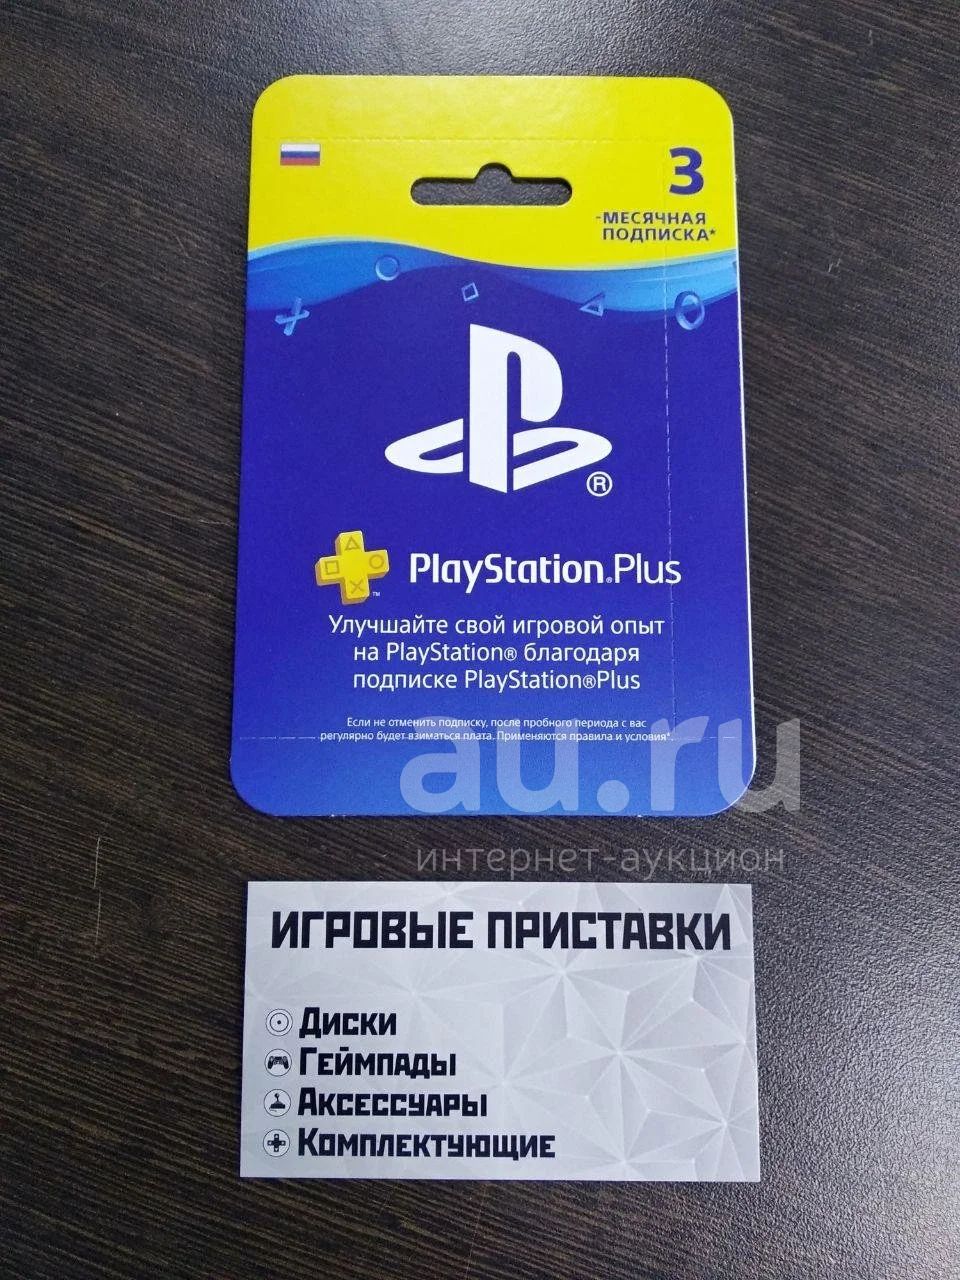 3
-МЕСЯЧНАЯ
ПОДПИСКА*
PlayStation®Plus
Улучшайте свой игровой опыт
на PlayStation® благодаря
подписке PlayStation®Plus
Если не отменить подписку, после пробного периода с вас
регулярно будет взиматься плата. Применяются правила и условия*.
au.ru
интернет-аукцион
ИГРОВЫЕ ПРИСТАВКИ
Диски
Геймпады
Аксессуары
Комплектующие